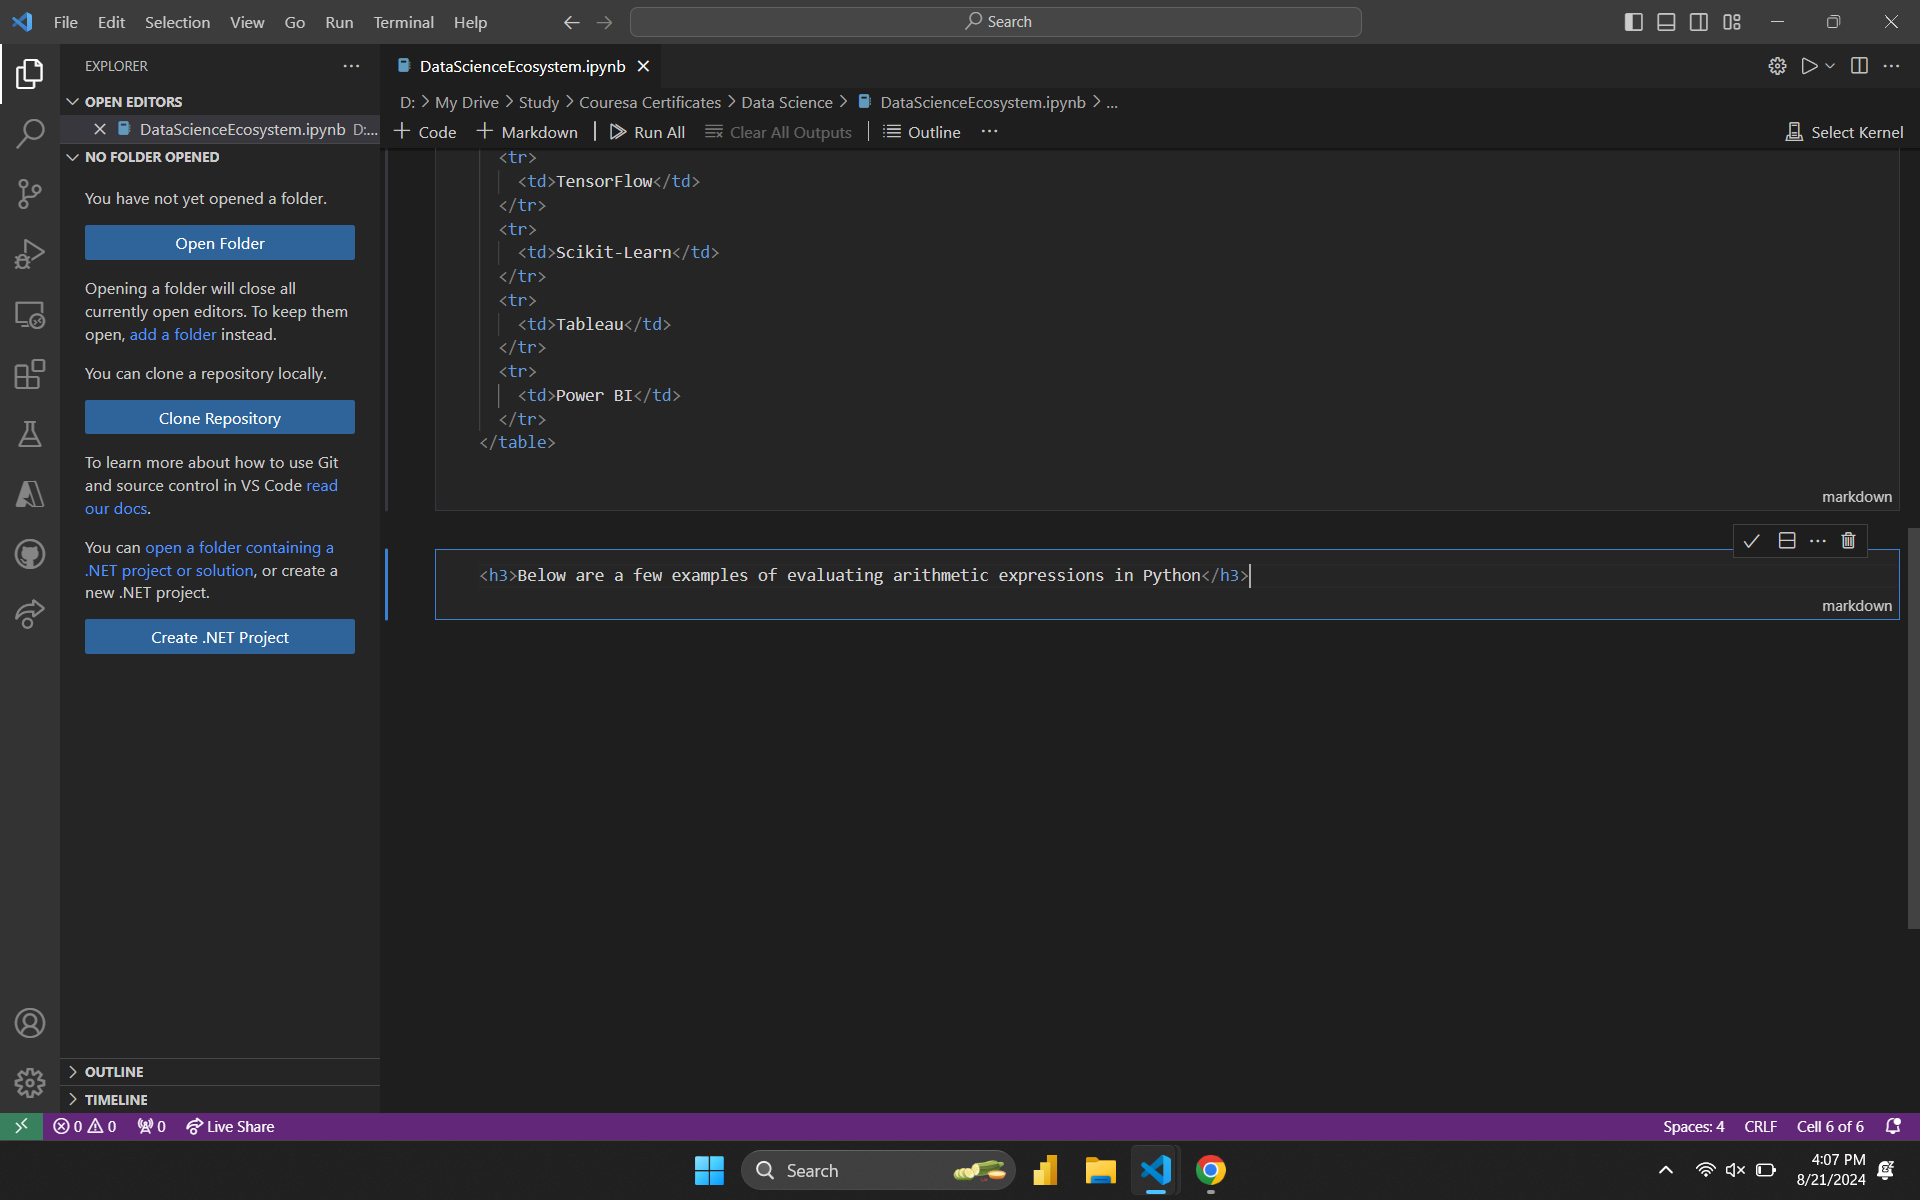 File Edit Selection View Go Run Terminal Help
Search
EXPLORER
OPEN EDITORS
DataScienceEcosystem.ipynb D:...
NO FOLDER OPENED
You have not yet opened a folder.
Open Folder
Opening a folder will close all
currently open editors. To keep them
open, add a folder instead.
You can clone a repository locally.
Clone Repository
To learn more about how to use Git
and source control in VS Code read
our docs.
You can open a folder containing a
.NET project or solution, or create a
new .NET project.
Create .NET Project
OUTLINE
TIMELINE
DataScienceEcosystem.ipynb
D: > My Drive > Study > Couresa Certificates > Data Science > DataScienceEcosystem.ipynb > ...
+ Code + Markdown | Run All Clear All Outputs | Outline ...
Select Kernel
<tr>
<td>TensorFlow</td>
</tr>
<tr>
<td>Scikit-Learn</td>
</tr>
<tr>
<td>Tableau</td>
</tr>
<tr>
<td>Power BI</td>
</tr>
</table>
markdown
<h3>Below are a few examples of evaluating arithmetic expressions in Python</h3>
markdown
0 0 0 Live Share
Spaces: 4 CRLF Cell 6 of 6
Search
4:07 PM
8/21/2024